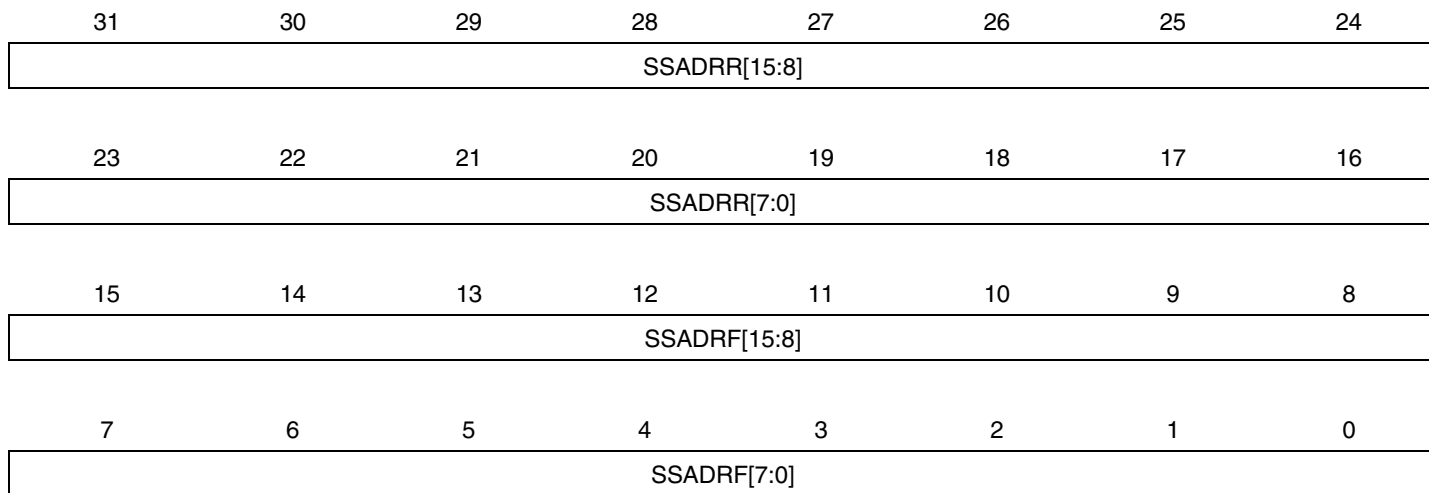 31 30 29 28 27 26 25 24
SSADRR[15:8]
23 22 21 20 19 18 17 16
SSADRR[7:0]
15 14 13 12 11 10 9 8
SSADRF[15:8]
7 6 5 4 3 2 1 0
SSADRF[7:0]